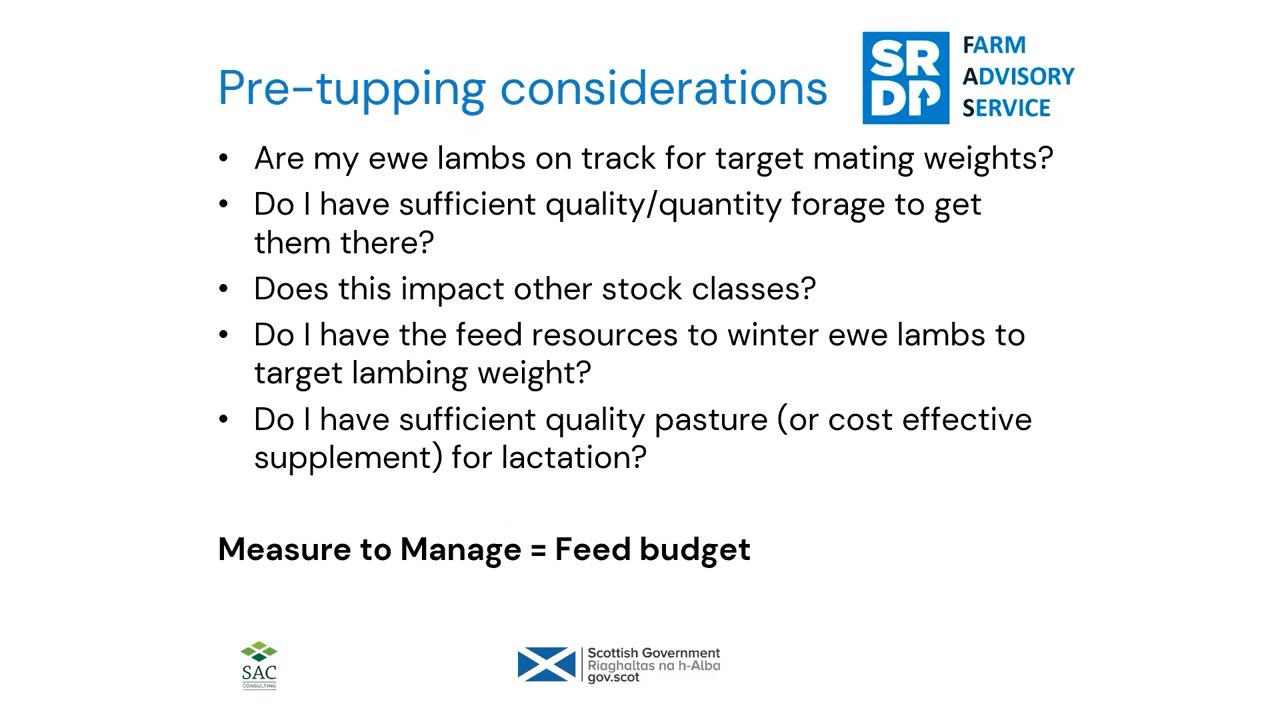 Pre-tupping considerations
SR
DP
FARM
ADVISORY
SERVICE
• Are my ewe lambs on track for target mating weights?
• Do I have sufficient quality/quantity forage to get
them there?
• Does this impact other stock classes?
• Do I have the feed resources to winter ewe lambs to
target lambing weight?
• Do I have sufficient quality pasture (or cost effective
supplement) for lactation?
Measure to Manage = Feed budget
SAC
CONSULTING
Scottish Government
Riaghaltas na h-Alba
gov.scot